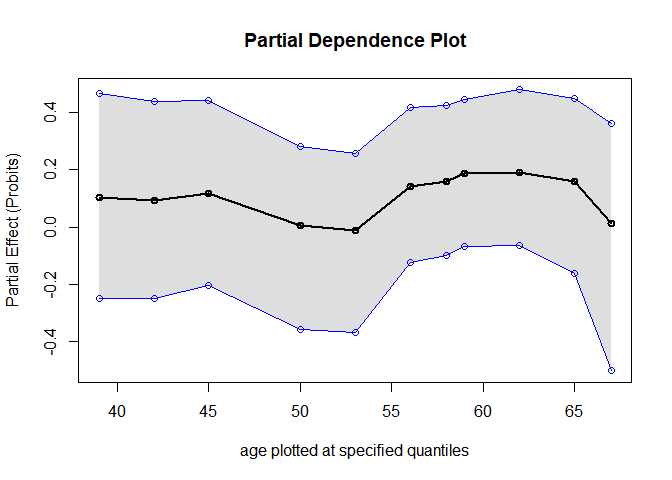 Partial Dependence Plot
Partial Effect (Probits)
0.4
0.2
0.0
-0.2
-0.4
40 45 50 55 60 65
age plotted at specified quantiles